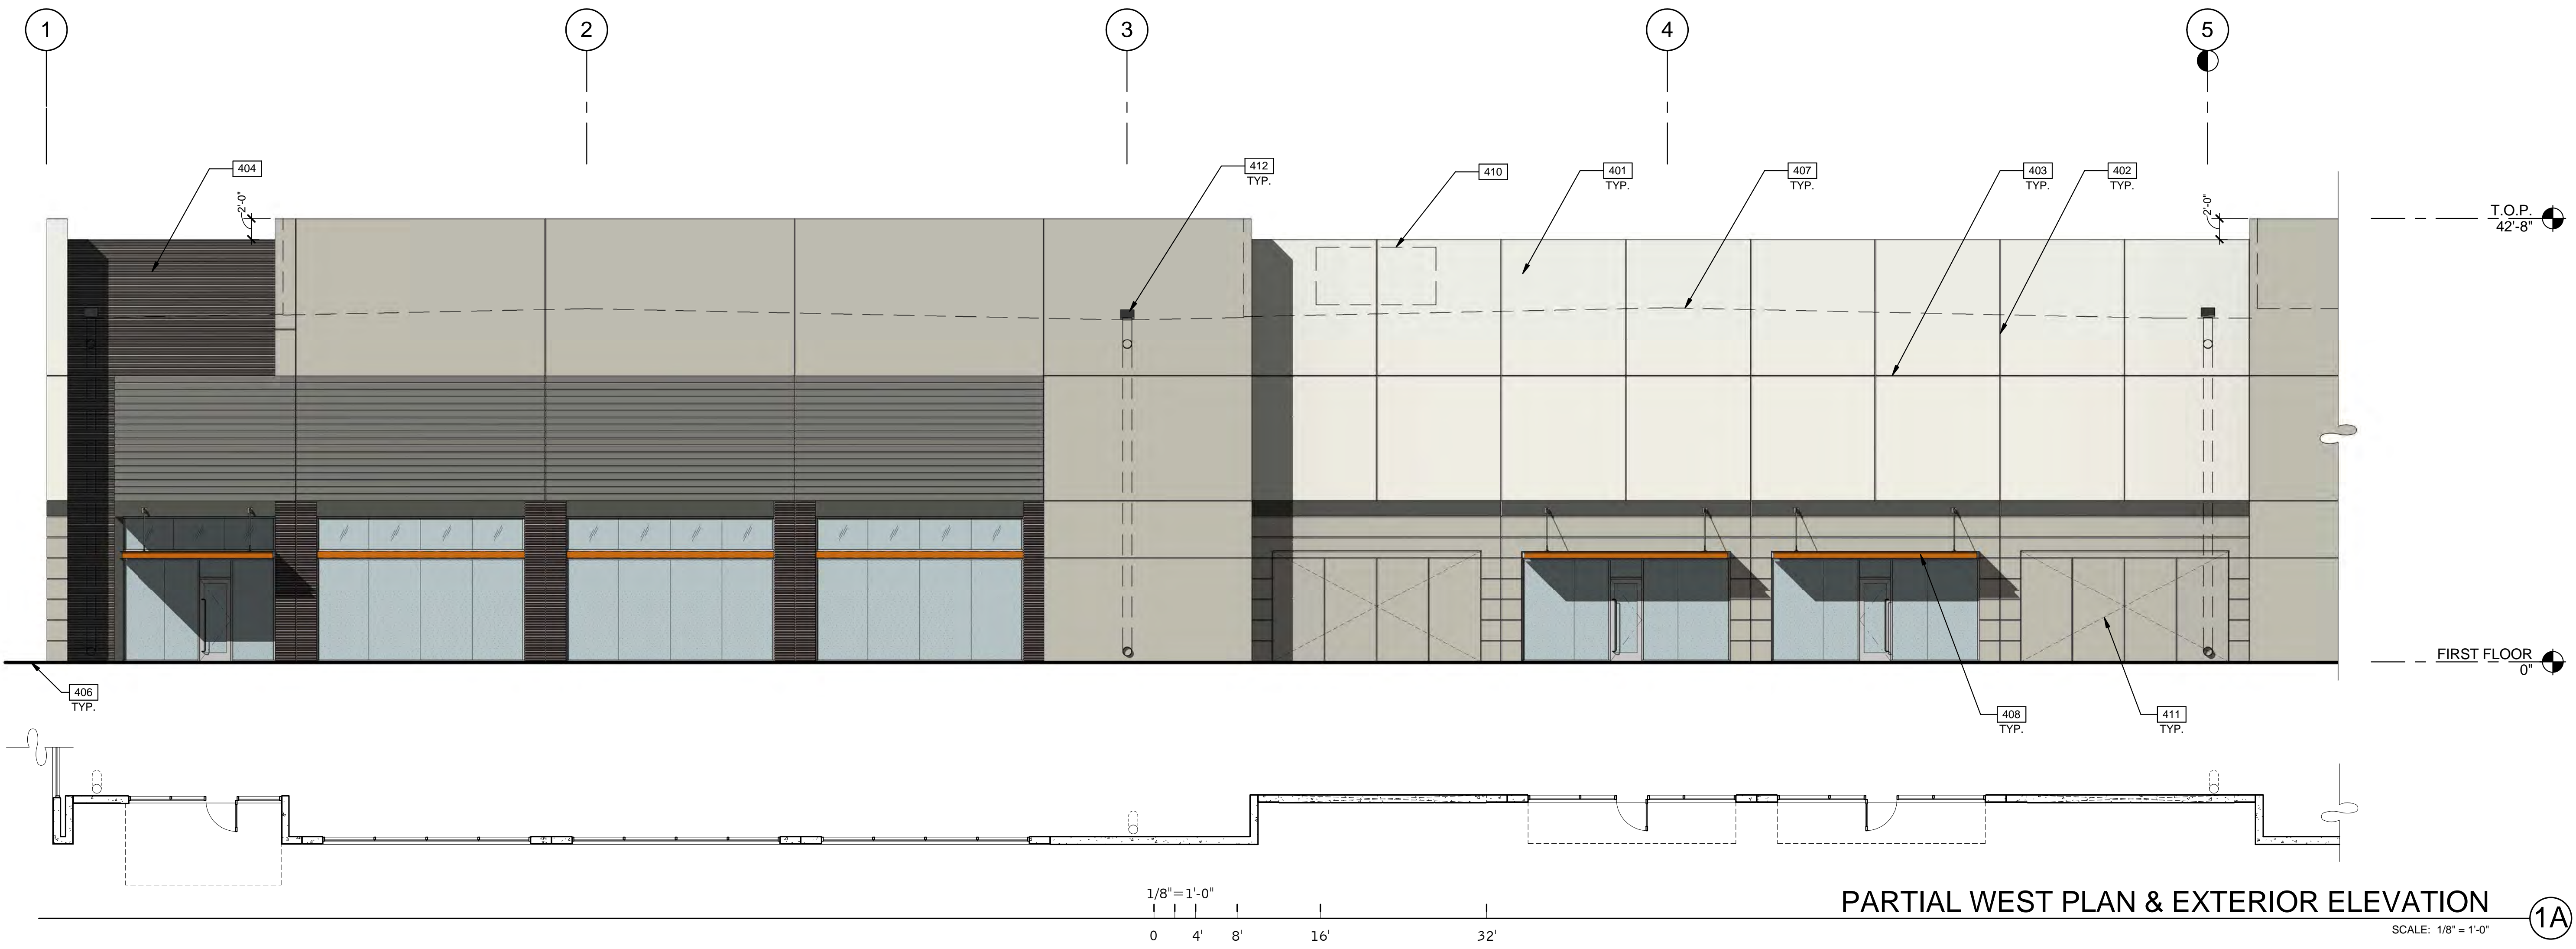 1
2
3
4
5
404
2'-0"
412
TYP.
410
401
TYP.
407
TYP.
403
TYP.
402
TYP.
2'-0"
T.O.P.
42'-8"
FIRST FLOOR
0"
406
TYP.
408
TYP.
411
TYP.
1/8"=1'-0"
0 4' 8' 16' 32'
PARTIAL WEST PLAN & EXTERIOR ELEVATION
1A
SCALE: 1/8" = 1'-0"